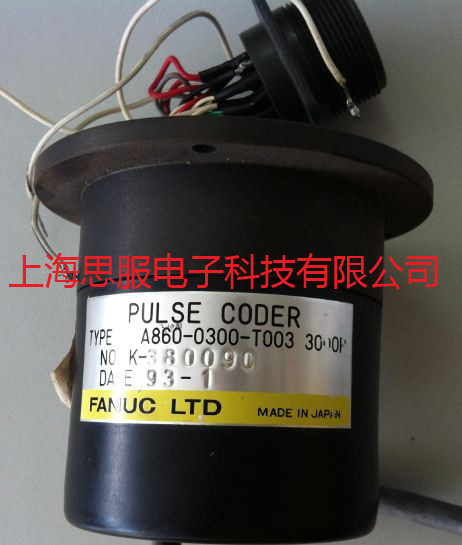 上海思服电子科技有限公司
PULSE CODER
TYPE A860-0300-T003
NO. K-380090
DATE 93-1
FANUC LTD MADE IN JAPAN